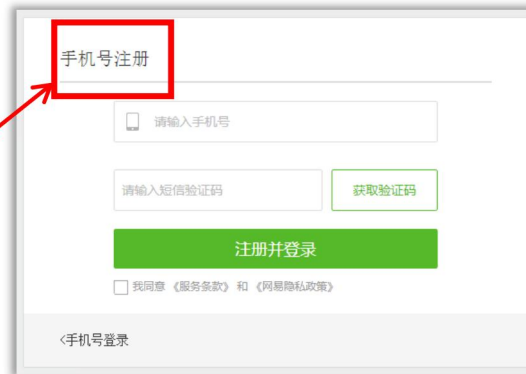 手机号注册
请输入手机号
请输入短信验证码
获取验证码
注册并登录
我同意《服务条款》和《网易隐私政策》
<手机号登录